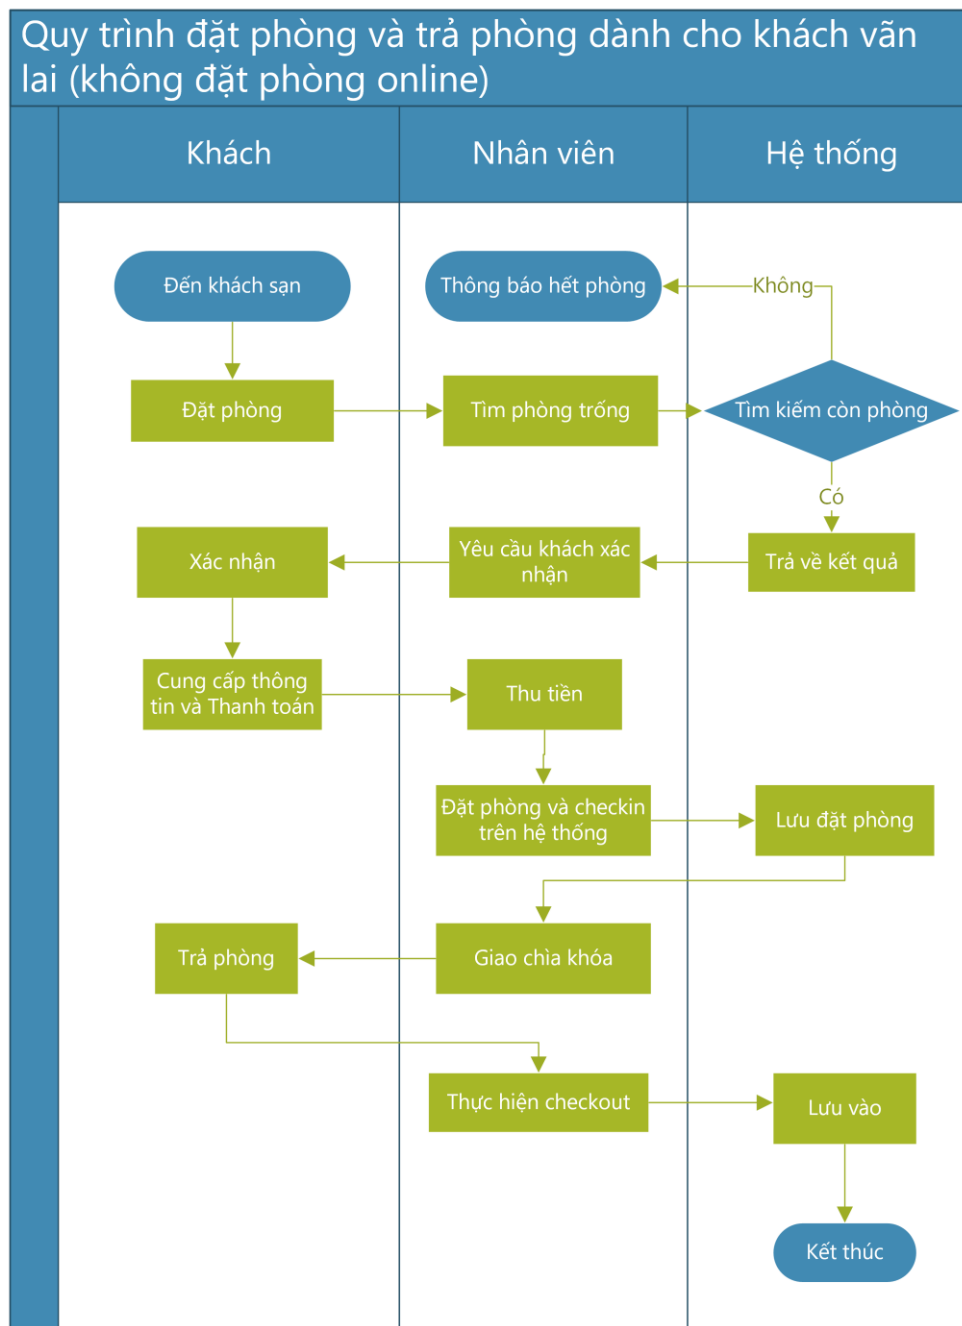 Quy trình đặt phòng và trả phòng dành cho khách vãn
lai (không đặt phòng online)
Khách
Nhân viên
Hệ thống
Đến khách sạn
Thông báo hết phòng
Không
Đặt phòng
Tìm phòng trống
Tìm kiếm còn phòng
Có
Xác nhận
Yêu cầu khách xác
nhận
Trả về kết quả
Cung cấp thông
tin và Thanh toán
Thu tiền
Đặt phòng và checkin
trên hệ thống
Lưu đặt phòng
Trả phòng
Giao chìa khóa
Thực hiện checkout
Lưu vào
Kết thúc